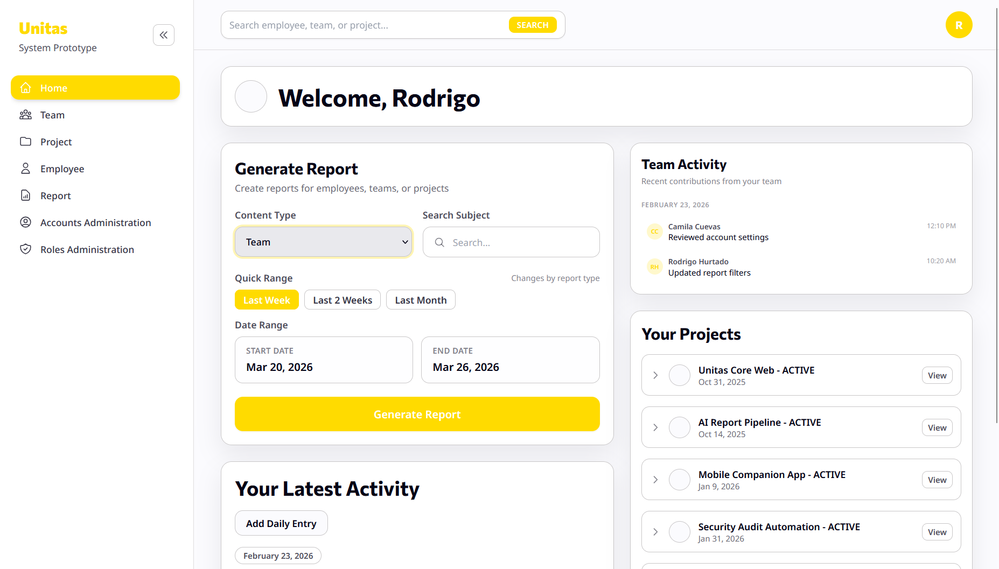 Unitas
System Prototype
Home
Team
Project
Employee
Report
Accounts Administration
Roles Administration
Search employee, team, or project...
SEARCH
R
Welcome, Rodrigo
Generate Report
Create reports for employees, teams, or projects
Content Type
Search Subject
Team
Search...
Quick Range
Changes by report type
Last Week
Last 2 Weeks
Last Month
Date Range
START DATE
Mar 20, 2026
END DATE
Mar 26, 2026
Generate Report
Your Latest Activity
Add Daily Entry
February 23, 2026
Team Activity
Recent contributions from your team
FEBRUARY 23, 2026
CC
Camila Cuevas
12:10 PM
Reviewed account settings
RH
Rodrigo Hurtado
10:20 AM
Updated report filters
Your Projects
Unitas Core Web - ACTIVE
Oct 31, 2025
View
AI Report Pipeline - ACTIVE
Oct 14, 2025
View
Mobile Companion App - ACTIVE
Jan 9, 2026
View
Security Audit Automation - ACTIVE
Jan 31, 2026
View